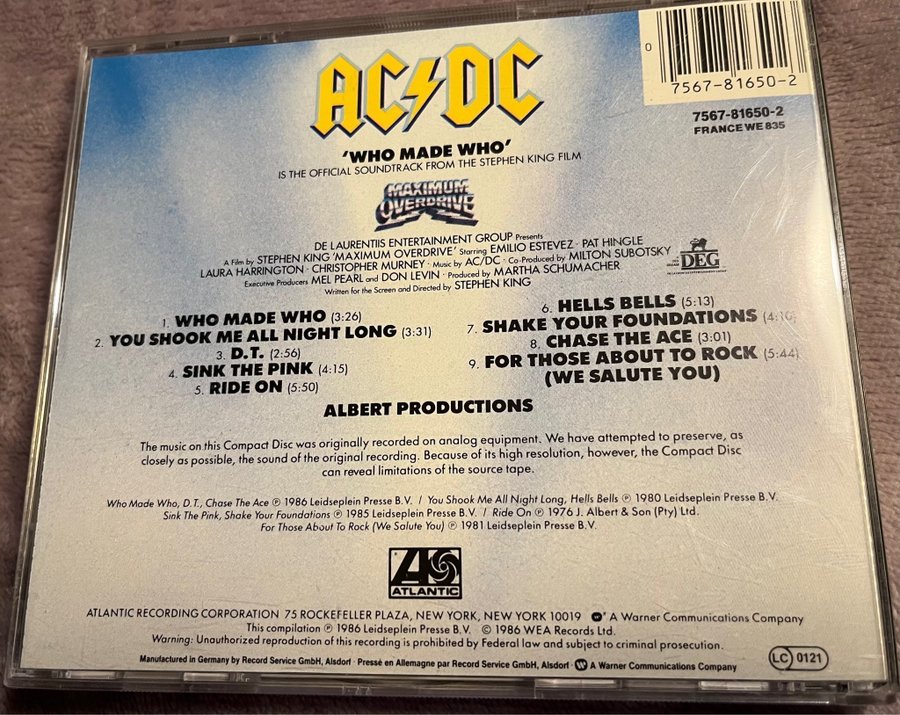 0
7567-81650-2
7567-81650-2
FRANCE WE 835
AC DC
'WHO MADE WHO'
IS THE OFFICIAL SOUNDTRACK FROM THE STEPHEN KING FILM
MAXIMUM
OVERDRIVE
DE LAURENTIIS ENTERTAINMENT GROUP Presents
A Film by STEPHEN KING 'MAXIMUM OVERDRIVE' Starring EMILIO ESTEVEZ · PAT HINGLE
LAURA HARRINGTON · CHRISTOPHER MURNEY · Music by AC/DC · Co-Produced by MILTON SUBOTSKY
Executive Producers MEL PEARL and DON LEVIN · Produced by MARTHA SCHUMACHER
Written for the Screen and Directed by STEPHEN KING
DEG
1. WHO MADE WHO (3:26)
2. YOU SHOOK ME ALL NIGHT LONG (3:31)
3. D.T. (2:56)
4. SINK THE PINK (4:15)
5. RIDE ON (5:50)
6. HELLS BELLS (5:13)
7. SHAKE YOUR FOUNDATIONS
8. CHASE THE ACE (3:01)
9. FOR THOSE ABOUT TO ROCK (5:44)
(WE SALUTE YOU)
ALBERT PRODUCTIONS
The music on this Compact Disc was originally recorded on analog equipment. We have attempted to preserve, as
closely as possible, the sound of the original recording. Because of its high resolution, however, the Compact Disc
can reveal limitations of the source tape.
Who Made Who, D.T., Chase The Ace ℗ 1986 Leidseplein Presse B.V. / You Shook Me All Night Long, Hells Bells ℗ 1980 Leidseplein Presse B.V.
Sink The Pink, Shake Your Foundations ℗ 1985 Leidseplein Presse B.V. / Ride On ℗ 1976 J. Albert & Son (Pty) Ltd.
For Those About To Rock (We Salute You) ℗ 1981 Leidseplein Presse B.V.
ATLANTIC
ATLANTIC RECORDING CORPORATION 75 ROCKEFELLER PLAZA, NEW YORK, NEW YORK 10019 A Warner Communications Company
This compilation ℗ 1986 Leidseplein Presse B.V. © 1986 WEA Records Ltd.
Warning: Unauthorized reproduction of this recording is prohibited by Federal law and subject to criminal prosecution.
Manufactured in Germany by Record Service GmbH, Alsdorf · Pressé en Allemagne par Record Service GmbH, Alsdorf · A Warner Communications Company
LC 0121